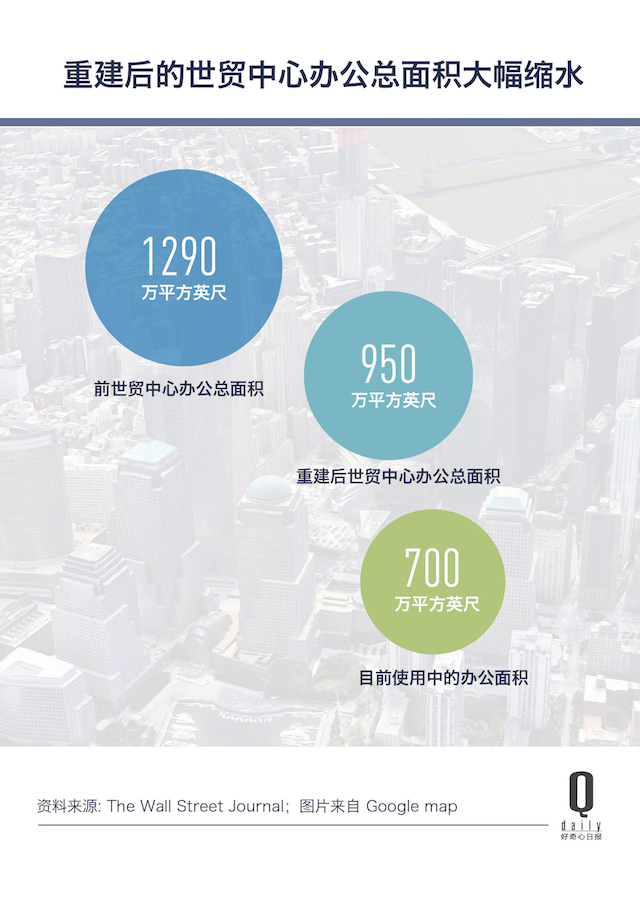 重建后的世贸中心办公总面积大幅缩水
1290
万平方英尺
前世贸中心办公总面积
950
万平方英尺
重建后世贸中心办公总面积
700
万平方英尺
目前使用中的办公面积
资料来源: The Wall Street Journal；图片来自 Google map
Q
daily
好奇心日报